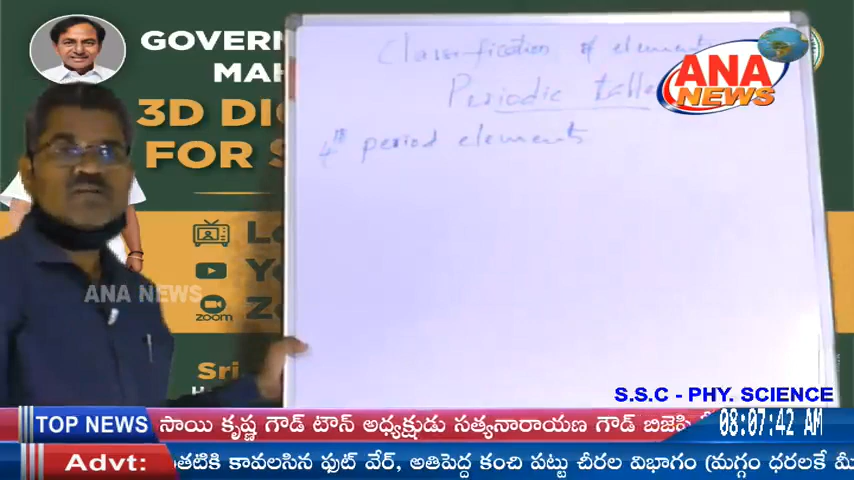 GOVERN
MAH
3D DIG
FOR S
Classification of elements
Periodic table
4th period elements
ANA
NEWS
ANA NEWS
zoom
Sri
S.S.C - PHY. SCIENCE
TOP NEWS సాయి కృష్ణ గౌడ్ టౌన్ అధ్యక్షుడు సత్యనారాయణ గౌడ్ బిజెపి
08:07:42 AM
Advt: తటికి కావలసిన ఫుట్ వేర్, అతిపెద్ద కంచి పట్టు చీరల విభాగం (మగ్గం ధరలకే మీ